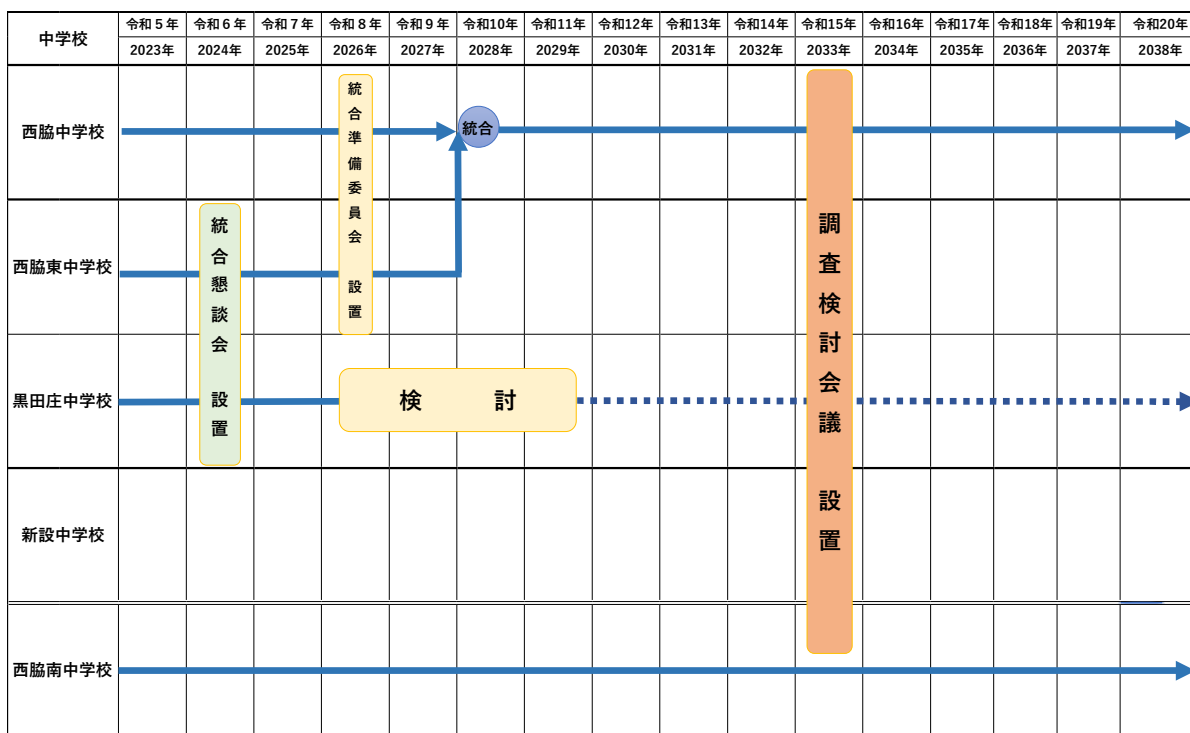 中学校 令和５年 令和６年 令和７年 令和８年 令和９年 令和10年 令和11年 令和12年 令和13年 令和14年 令和15年 令和16年 令和17年 令和18年 令和19年 令和20年
2023年 2024年 2025年 2026年 2027年 2028年 2029年 2030年 2031年 2032年 2033年 2034年 2035年 2036年 2037年 2038年
西脇中学校
統合準備委員会 設置
統合
調査検討会議 設置
西脇東中学校
統合懇談会 設置
黒田庄中学校
検討
新設中学校
西脇南中学校